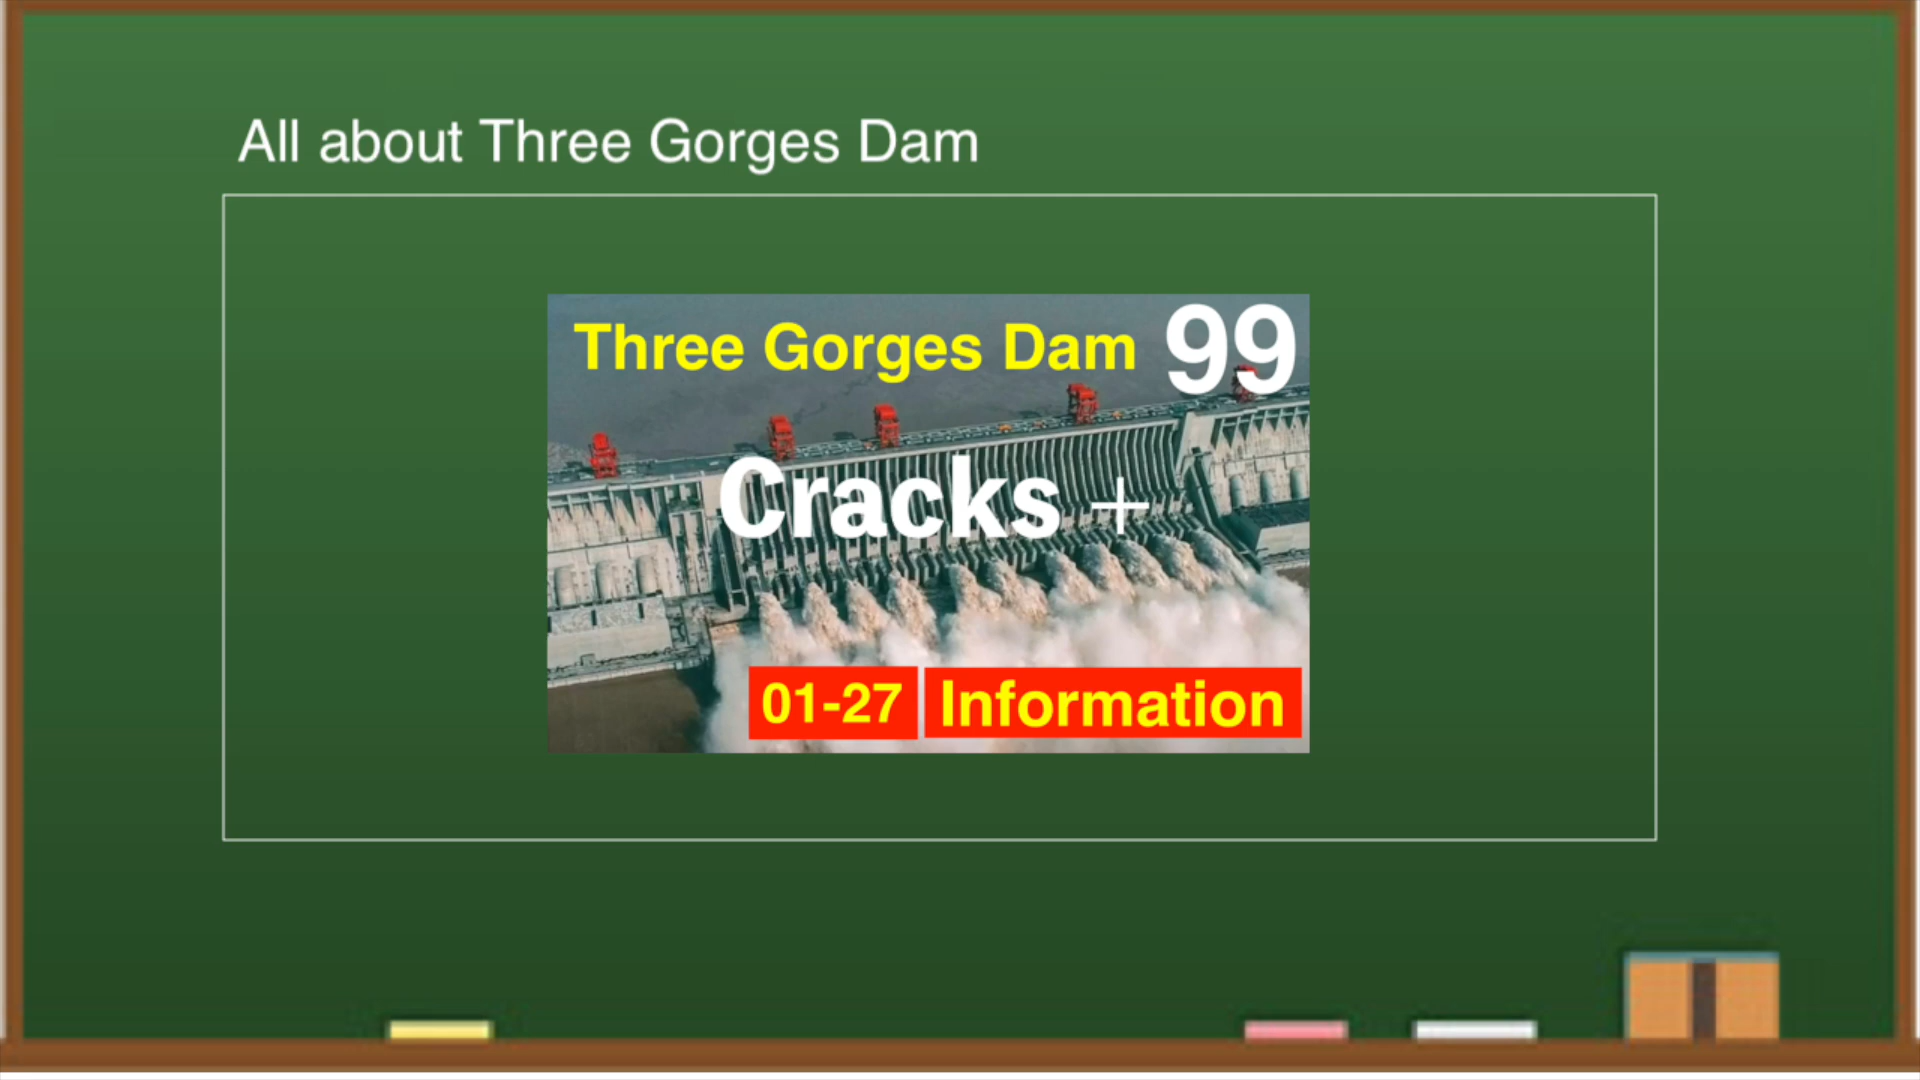 All about Three Gorges Dam
Three Gorges Dam 99
Cracks +
01-27 Information